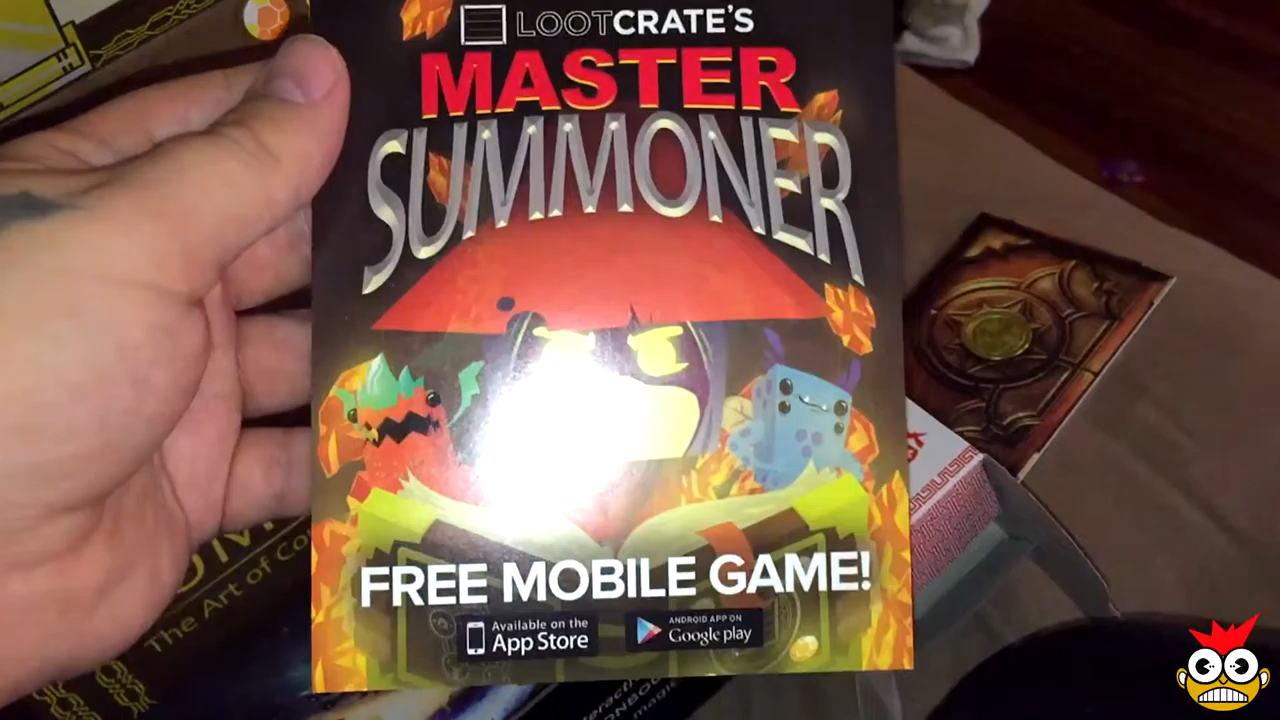 LOOTCRATE'S
MASTER
SUMMONER
FREE MOBILE GAME!
Available on the
App Store
ANDROID APP ON
Google play
The Art of Co